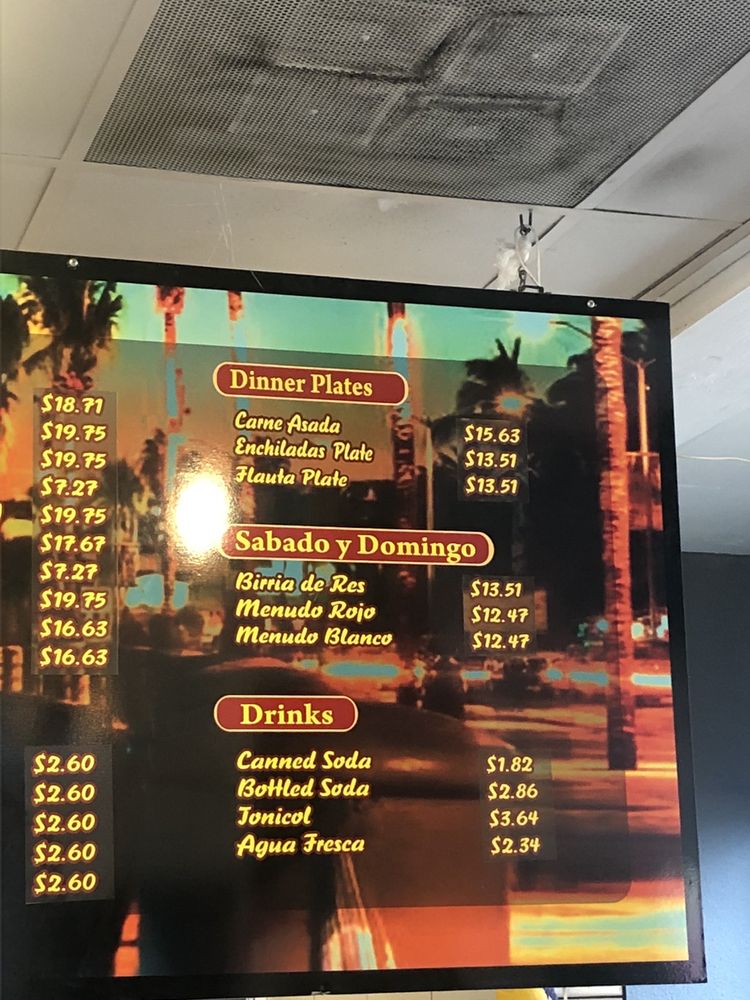 $18.71
$19.75
$19.75
$7.27
$19.75
$17.67
$7.27
$19.75
$16.63
$16.63
$2.60
$2.60
$2.60
$2.60
$2.60
Dinner Plates
Carne Asada $15.63
Enchiladas Plate $13.51
Flauta Plate $13.51
Sabado y Domingo
Birria de Res $13.51
Menudo Rojo $12.47
Menudo Blanco $12.47
Drinks
Canned Soda $1.82
Bottled Soda $2.86
Tonicol $3.64
Agua Fresca $2.34